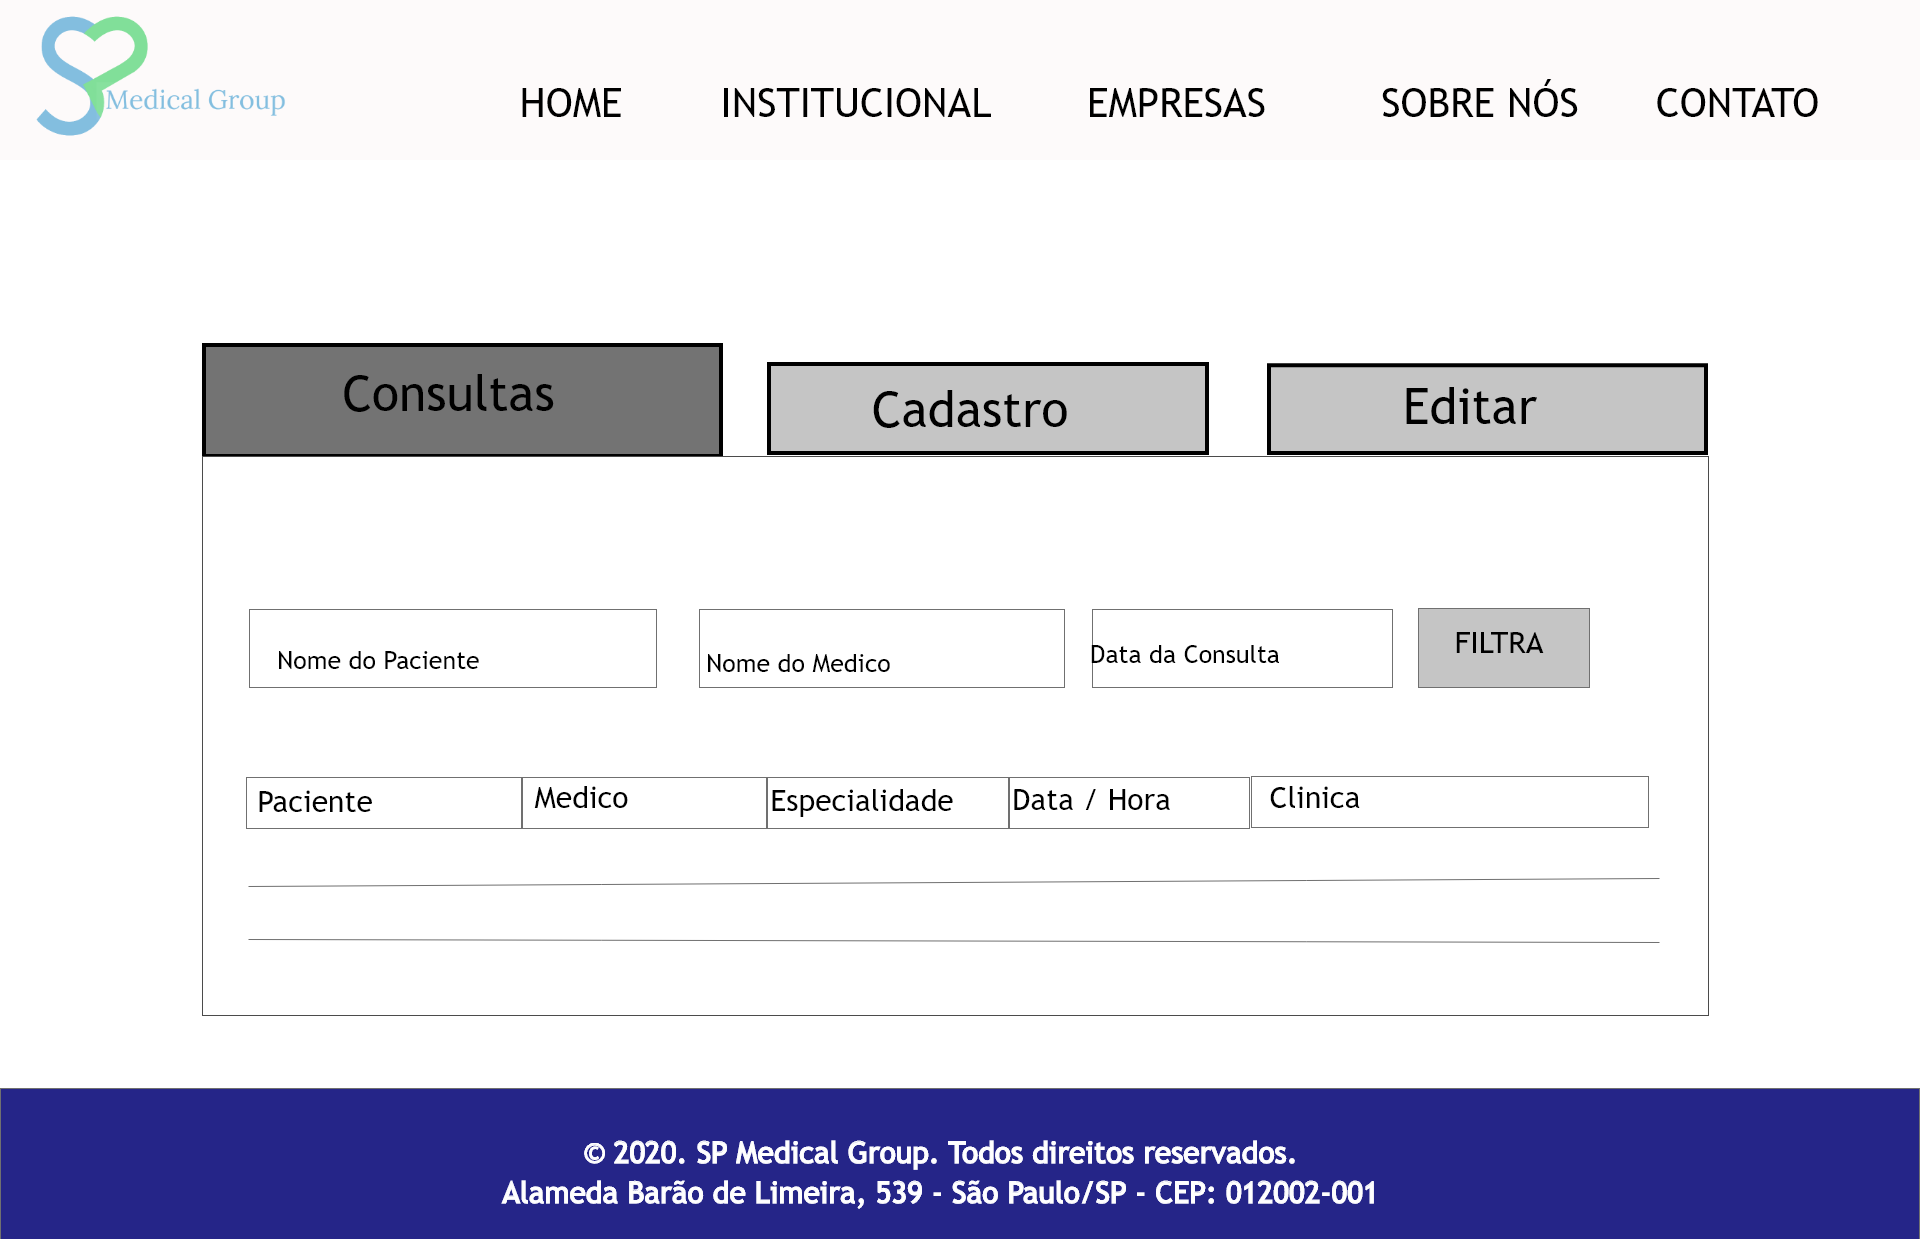 Medical Group
HOME INSTITUCIONAL EMPRESAS SOBRE NÓS CONTATO
Consultas Cadastro Editar
Nome do Paciente Nome do Medico Data da Consulta FILTRA
Paciente Medico Especialidade Data / Hora Clinica
© 2020. SP Medical Group. Todos direitos reservados.
Alameda Barão de Limeira, 539 - São Paulo/SP - CEP: 012002-001